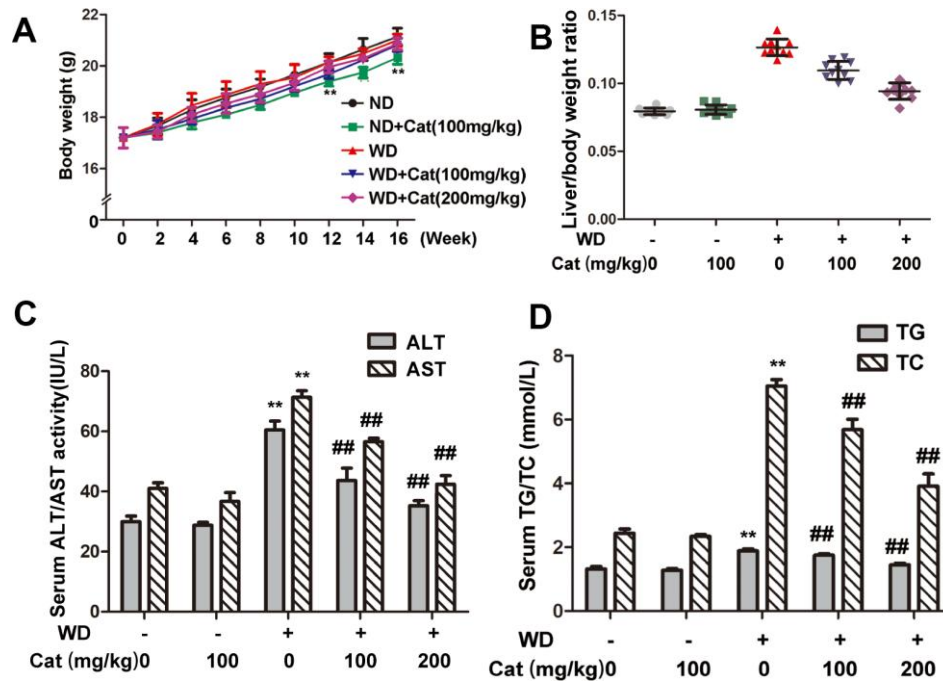 A
Body weight (g)
22
20
18
16
0
**
**
ND
ND+Cat(100mg/kg)
WD
WD+Cat(100mg/kg)
WD+Cat(200mg/kg)
0 2 4 6 8 10 12 14 16 (Week)
B
Liver/body weight ratio
0.15
0.10
0.05
0.00
WD - - + + +
Cat (mg/kg) 0 100 0 100 200
C
ALT
AST
Serum ALT/AST activity(IU/L)
80
60
40
20
0
** **
## ##
## ##
WD - - + + +
Cat (mg/kg) 0 100 0 100 200
D
TG
TC
Serum TG/TC (mmol/L)
8
6
4
2
0
** **
## ##
## ##
WD - - + + +
Cat (mg/kg) 0 100 0 100 200